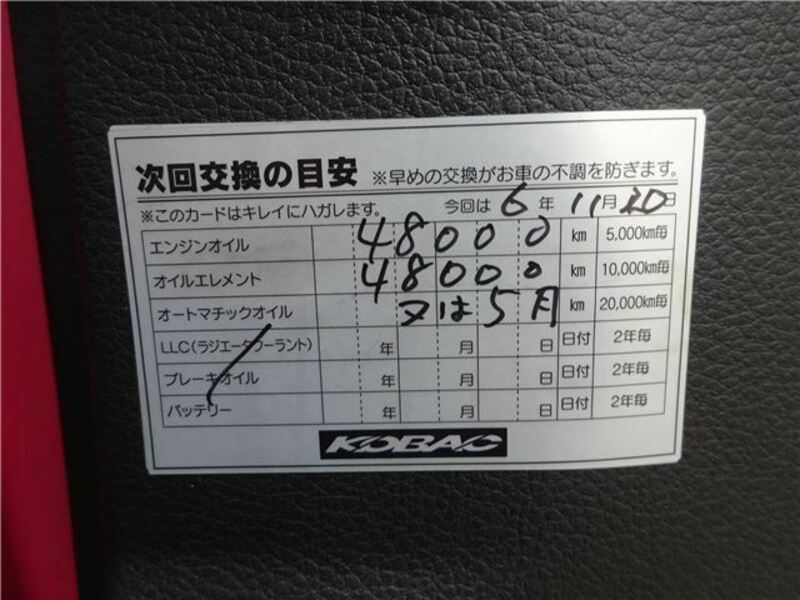 次回交換の目安 ※早めの交換がお車の不調を防ぎます。
※このカードはキレイにハガレます。 今回は 6 年 11 月 20 日
エンジンオイル 48000 km 5,000km毎
オイルエレメント 48000 km 10,000km毎
オートマチックオイル 又は5月 km 20,000km毎
LLC(ラジエータクーラント) 年 月 日 日付 2年毎
ブレーキオイル 年 月 日 日付 2年毎
バッテリー 年 月 日 日付 2年毎
KOBAC